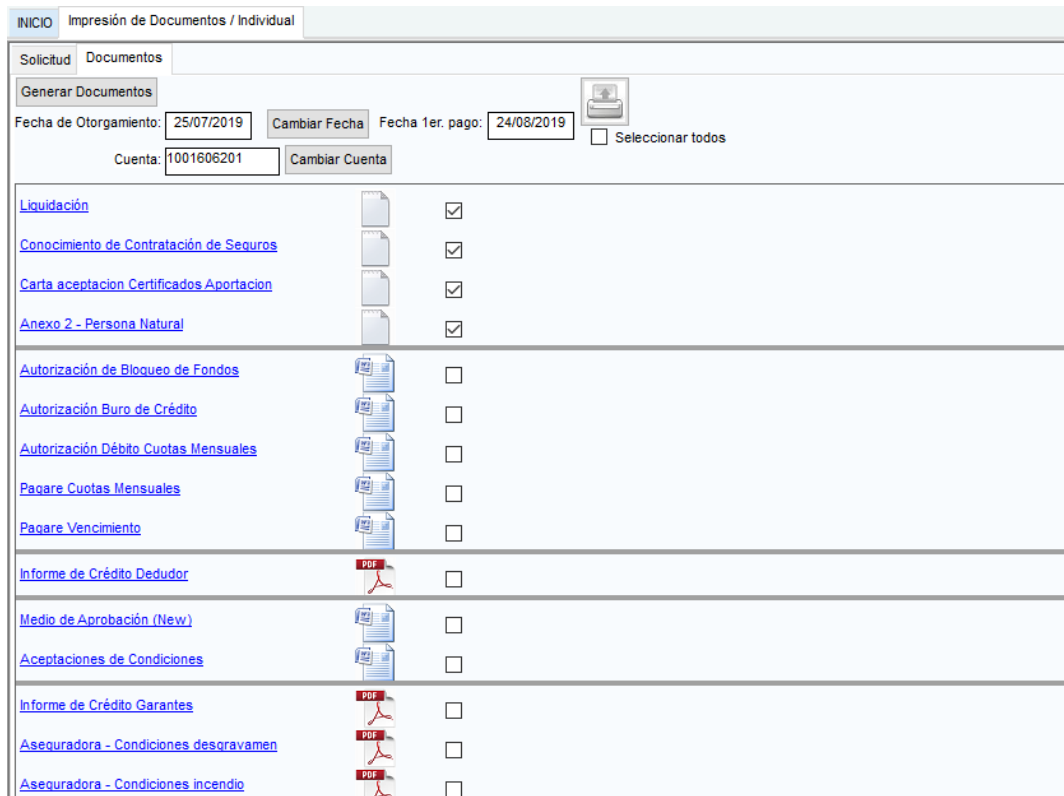 INICIO Impresión de Documentos / Individual
Solicitud Documentos
Generar Documentos
Fecha de Otorgamiento: 25/07/2019 Cambiar Fecha Fecha 1er. pago: 24/08/2019
Seleccionar todos
Cuenta: 1001606201 Cambiar Cuenta
Liquidación
Conocimiento de Contratación de Seguros
Carta aceptacion Certificados Aportacion
Anexo 2 - Persona Natural
Autorización de Bloqueo de Fondos
Autorización Buro de Crédito
Autorización Débito Cuotas Mensuales
Pagare Cuotas Mensuales
Pagare Vencimiento
Informe de Crédito Dedudor PDF
Medio de Aprobación (New)
Aceptaciones de Condiciones
Informe de Crédito Garantes PDF
Aseguradora - Condiciones desgravamen PDF
Aseguradora - Condiciones incendio PDF